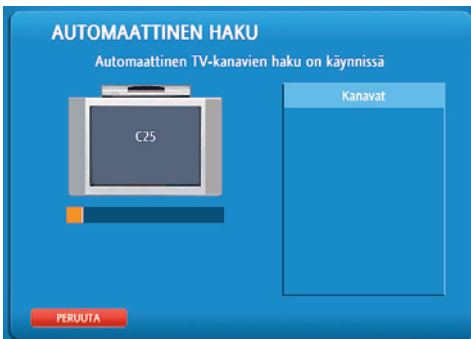 AUTOMAATTINEN HAKU
Automaattinen TV-kanavien haku on käynnissä
Kanavat
C25
PERUUTA